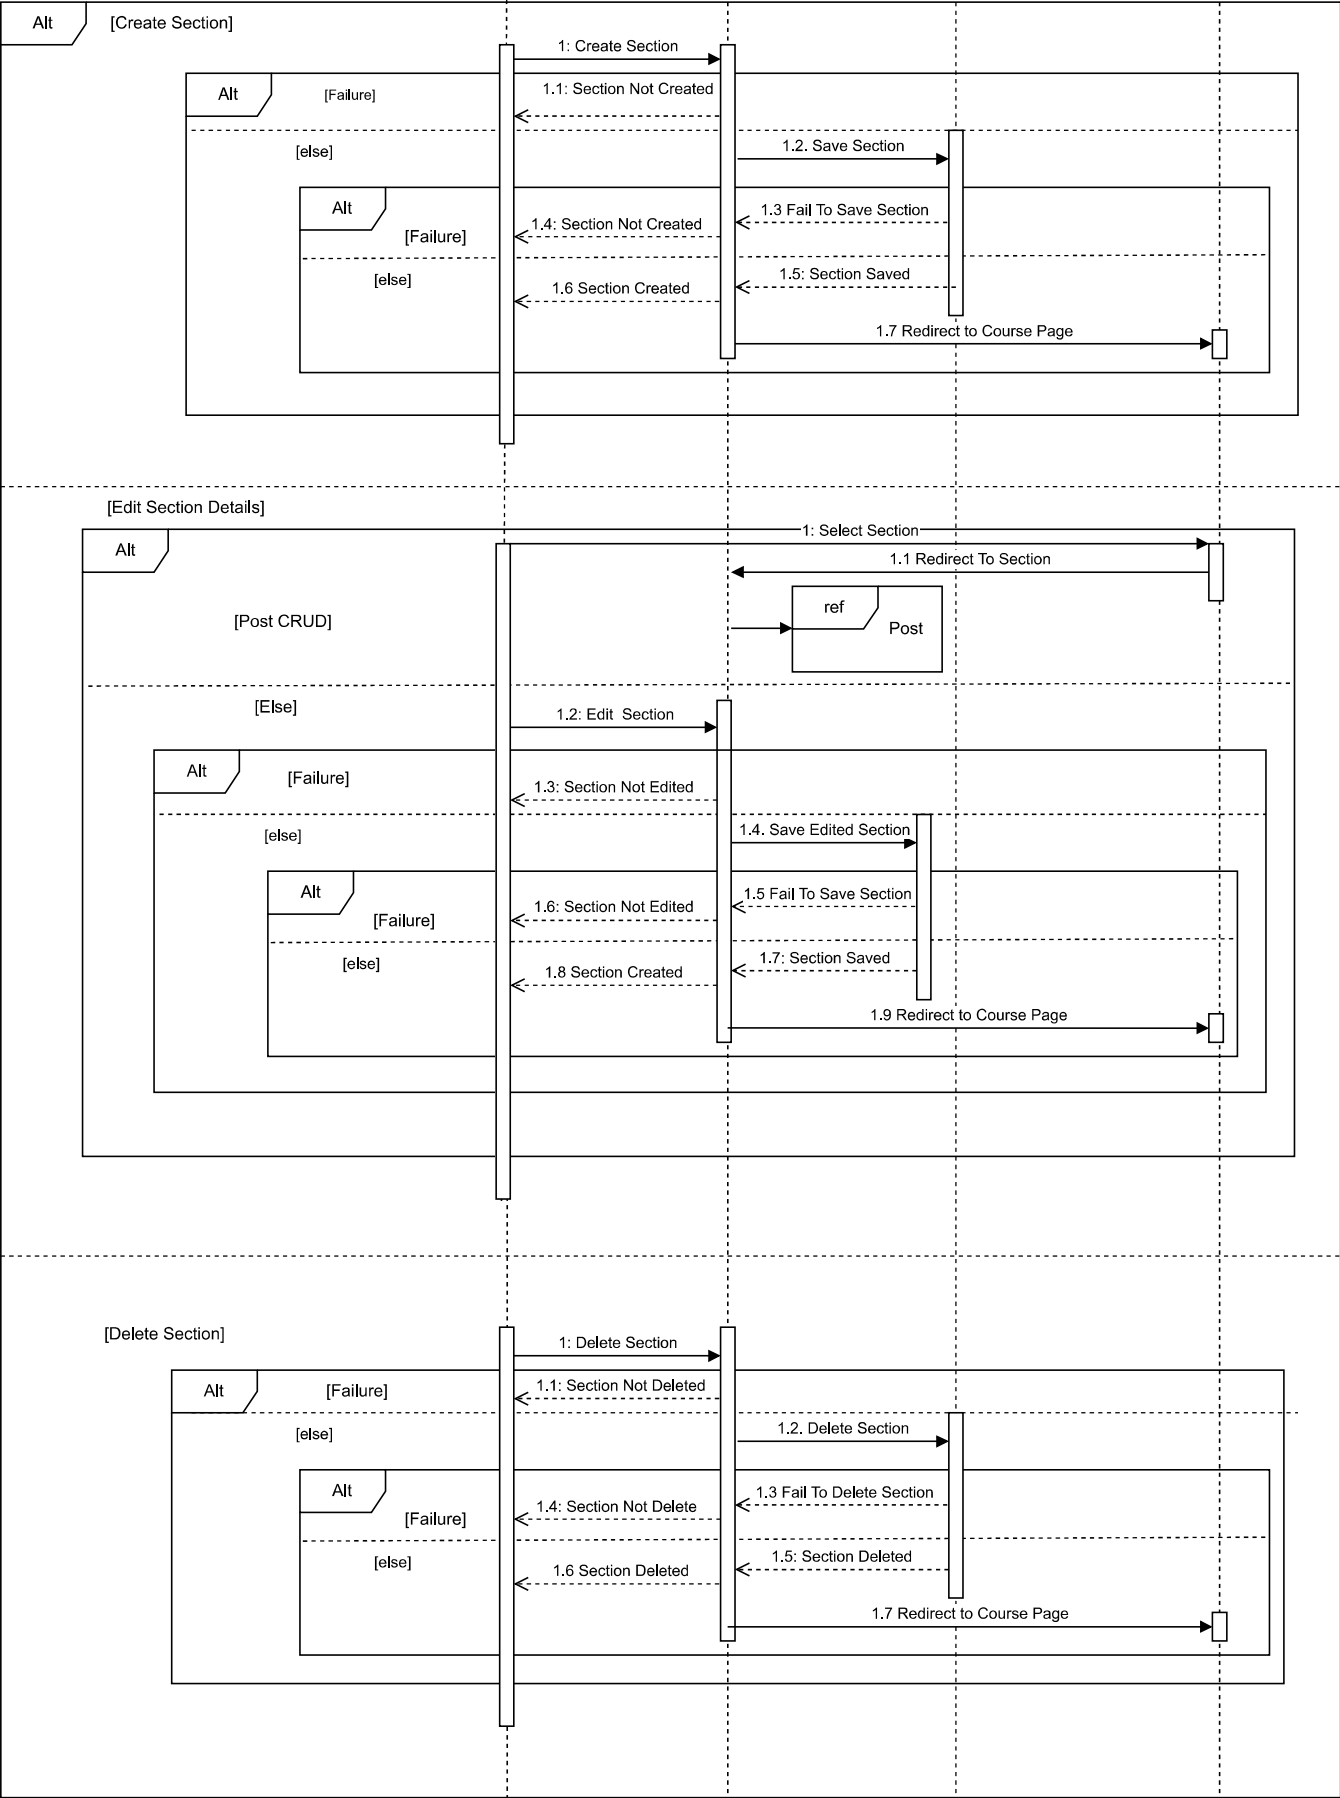 Alt
[Create Section]
1: Create Section
Alt
[Failure]
1.1: Section Not Created
[else]
1.2. Save Section
Alt
1.3 Fail To Save Section
1.4: Section Not Created
[Failure]
[else]
1.5: Section Saved
1.6 Section Created
1.7 Redirect to Course Page
[Edit Section Details]
1: Select Section
Alt
1.1 Redirect To Section
ref
[Post CRUD]
Post
[Else]
1.2: Edit  Section
Alt
[Failure]
1.3: Section Not Edited
[else]
1.4. Save Edited Section
Alt
1.5 Fail To Save Section
1.6: Section Not Edited
[Failure]
[else]
1.7: Section Saved
1.8 Section Created
1.9 Redirect to Course Page
[Delete Section]
1: Delete Section
Alt
[Failure]
1.1: Section Not Deleted
[else]
1.2. Delete Section
Alt
1.3 Fail To Delete Section
1.4: Section Not Delete
[Failure]
[else]
1.5: Section Deleted
1.6 Section Deleted
1.7 Redirect to Course Page